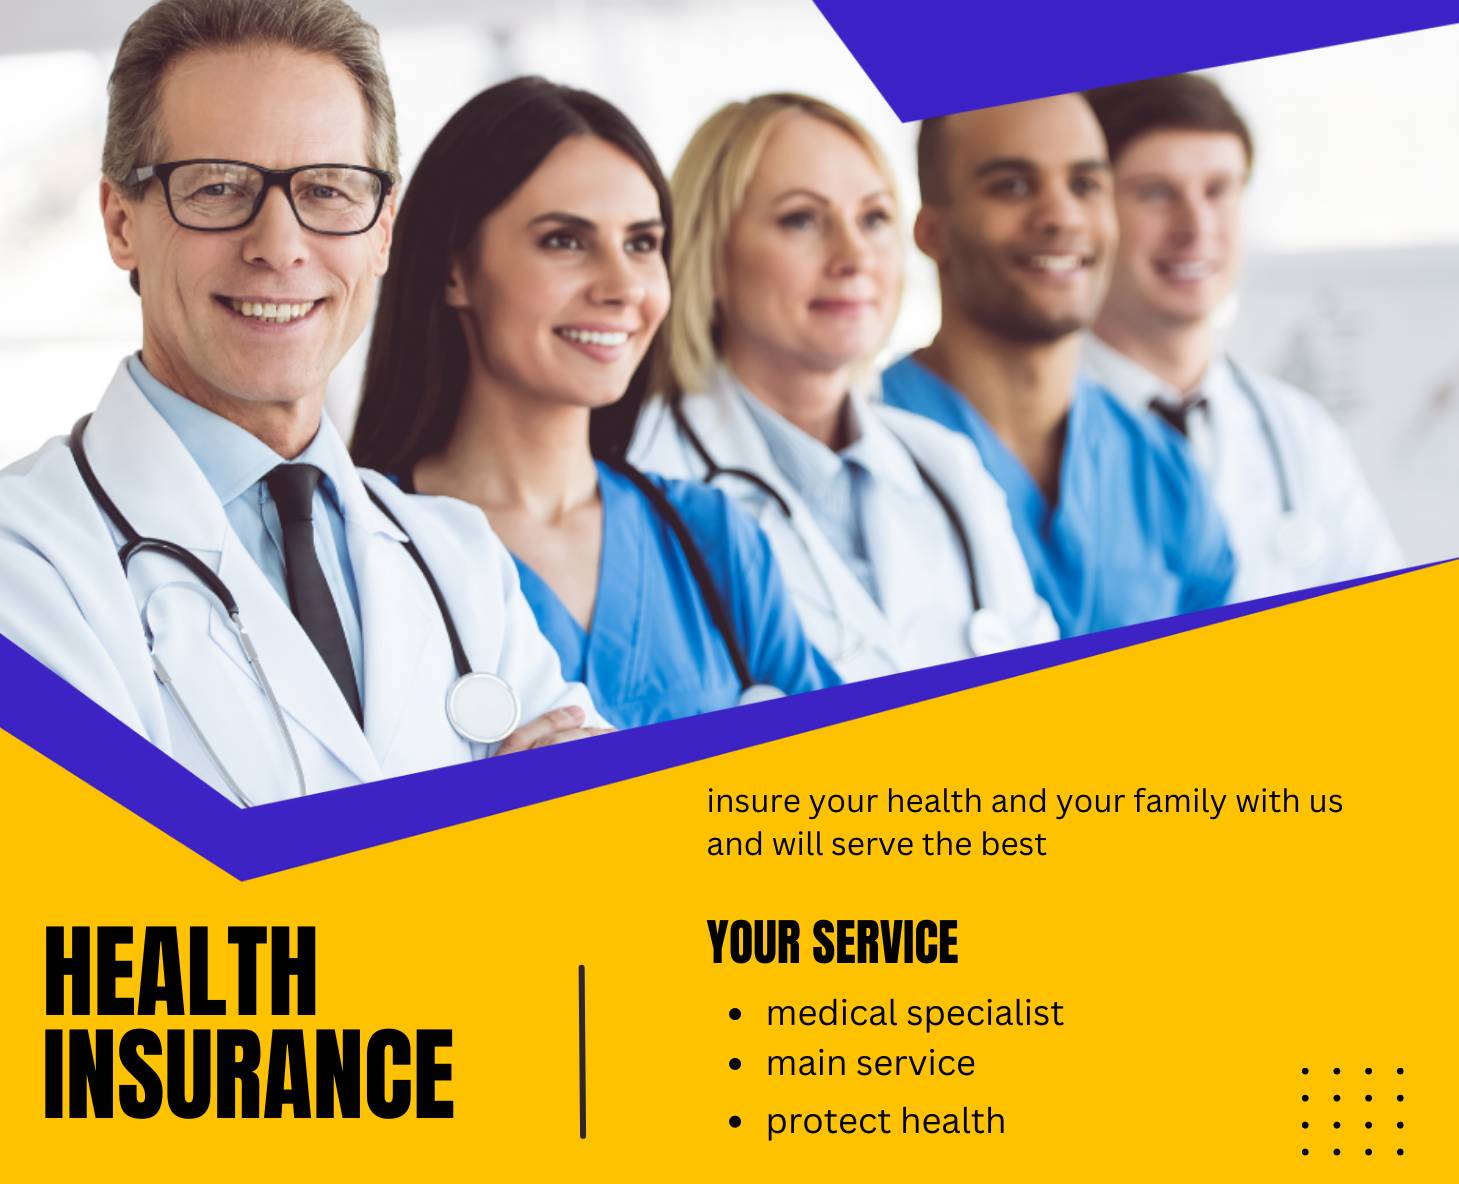 insure your health and your family with us
and will serve the best
HEALTH
INSURANCE
YOUR SERVICE
• medical specialist
• main service
• protect health